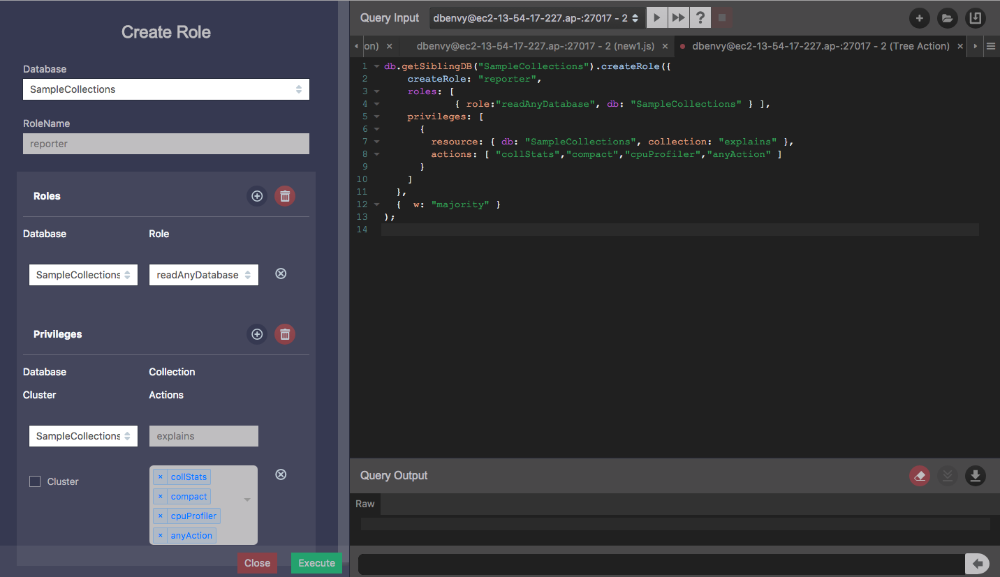 Create Role
Database
SampleCollections
RoleName
reporter
Roles
Database Role
SampleCollections readAnyDatabase
Privileges
Database Collection
Cluster Actions
SampleCollections explains
Cluster
× collStats
× compact
× cpuProfiler
× anyAction
Close Execute
Query Input dbenvy@ec2-13-54-17-227.ap-:27017 - 2 ?
on) × dbenvy@ec2-13-54-17-227.ap-:27017 - 2 (new1.js) × dbenvy@ec2-13-54-17-227.ap-:27017 - 2 (Tree Action) ×
1 db.getSiblingDB("SampleCollections").createRole({
2 createRole: "reporter",
3 roles: [
4 { role:"readAnyDatabase", db: "SampleCollections" } ],
5 privileges: [
6 {
7 resource: { db: "SampleCollections", collection: "explains" },
8 actions: [ "collStats","compact","cpuProfiler","anyAction" ]
9 }
10 ]
11 },
12 { w: "majority" }
13 );
14
Query Output
Raw